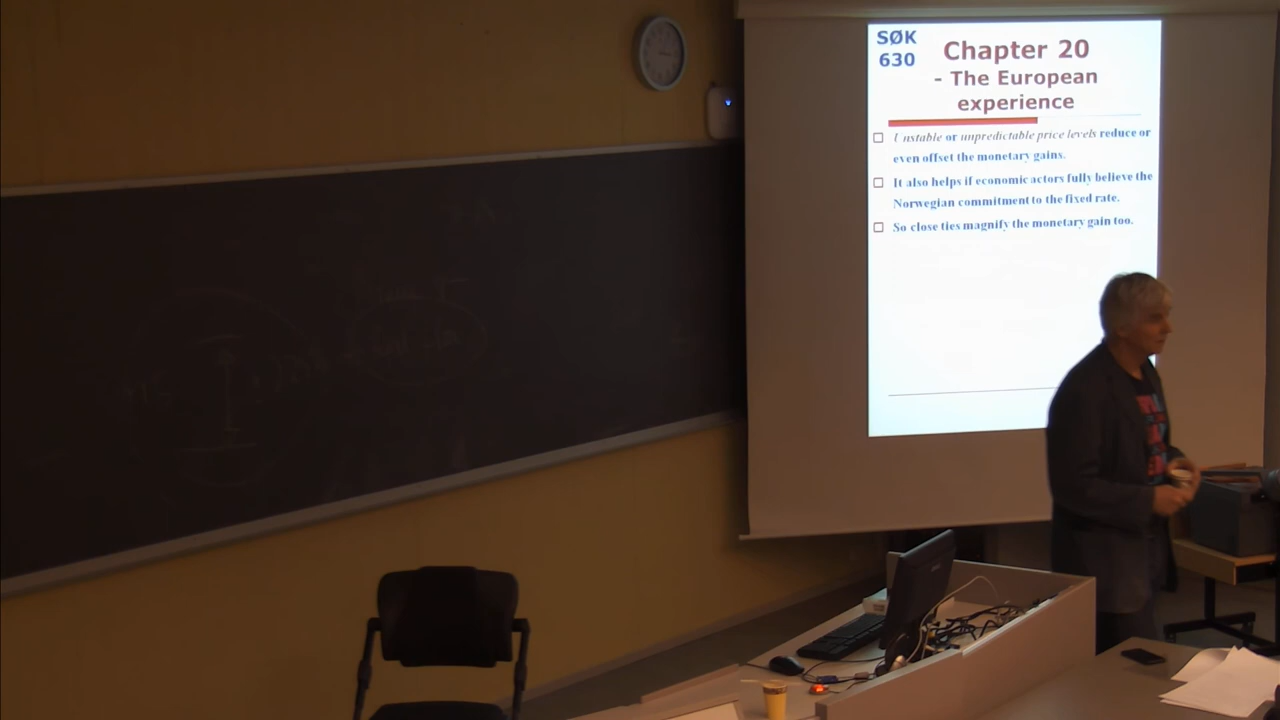 SØK
630
Chapter 20
- The European
experience
Unstable or unpredictable price levels reduce or
even offset the monetary gains.
It also helps if economic actors fully believe the
Norwegian commitment to the fixed rate.
So close ties magnify the monetary gain too.